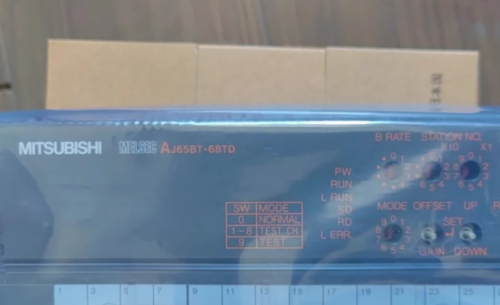 MITSUBISHI MELSEC AJ65BT-68TD
B RATE STATION NO.
X10 X1
PW
RUN
L RUN
SD
RD
L ERR.
SW MODE
0 NORMAL
1~8 TEST CH
9 TEST
MODE OFFSET UP
SET
GAIN DOWN
1 3 5 7 9 11 13 15 17 19 21 23 25